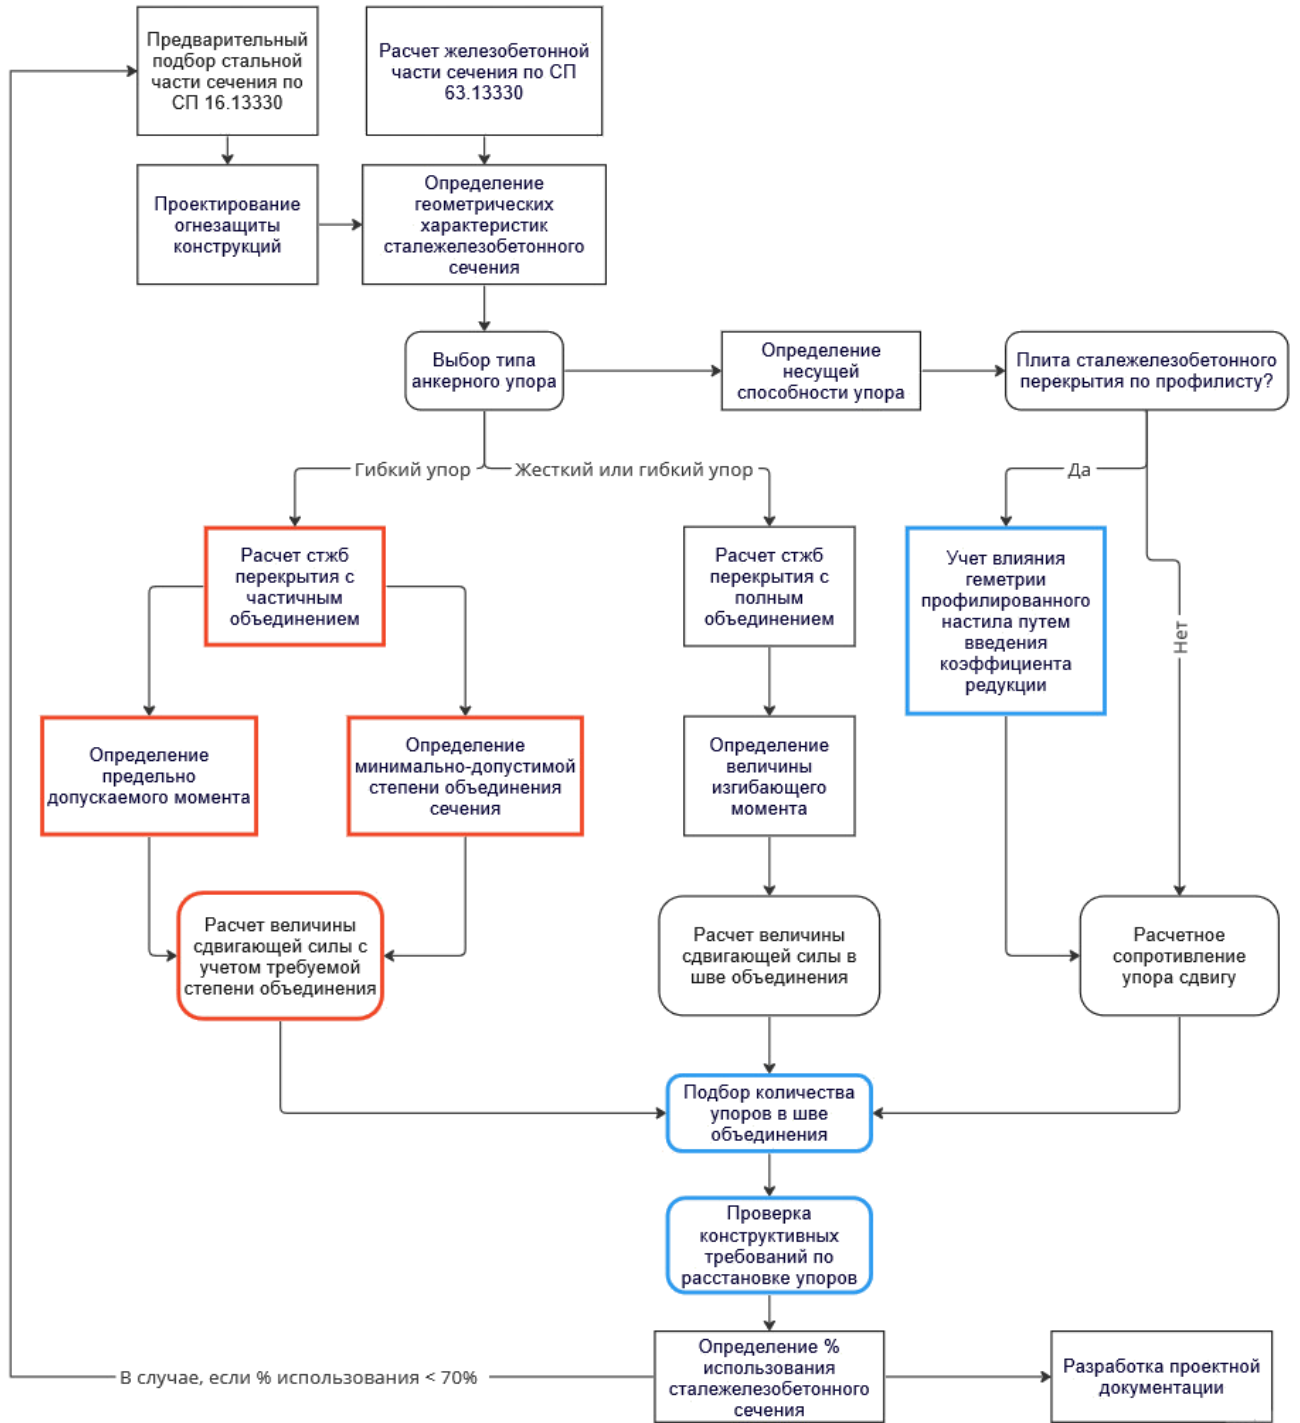 Предварительный
подбор стальной
части сечения по
СП 16.13330
Расчет железобетонной
части сечения по СП
63.13330
Проектирование
огнезащиты
конструкций
Определение
геометрических
характеристик
сталежелезобетонного
сечения
Выбор типа
анкерного упора
Определение
несущей
способности упора
Плита сталежелезобетонного
перекрытия по профилисту?
Гибкий упор
Жесткий или гибкий упор
Да
Нет
Расчет стжб
перекрытия с
частичным
объединением
Расчет стжб
перекрытия с
полным
объединением
Учет влияния
геметрии
профилированного
настила путем
введения
коэффициента
редукции
Определение
предельно
допускаемого момента
Определение
минимально-допустимой
степени объединения
сечения
Определение
величины
изгибающего
момента
Расчет величины
сдвигающей силы с
учетом требуемой
степени объединения
Расчет величины
сдвигающей силы в
шве объединения
Расчетное
сопротивление
упора сдвигу
Подбор количества
упоров в шве
объединения
Проверка
конструктивных
требований по
расстановке упоров
Определение %
использования
сталежелезобетонного
сечения
В случае, если % использования < 70%
Разработка проектной
документации